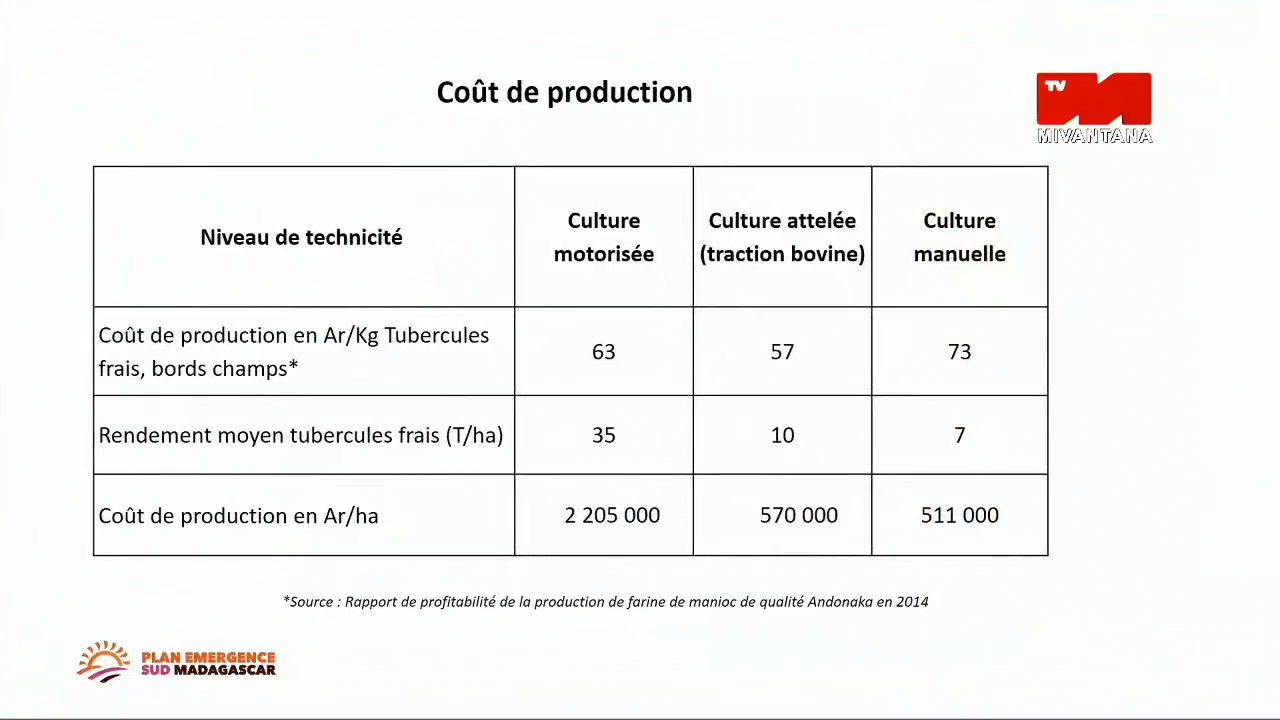 Coût de production
TV
MIVANTANA
Niveau de technicité
Culture
motorisée
Culture attelée
(traction bovine)
Culture
manuelle
Coût de production en Ar/Kg Tubercules
frais, bords champs*
63
57
73
Rendement moyen tubercules frais (T/ha)
35
10
7
Coût de production en Ar/ha
2 205 000
570 000
511 000
*Source : Rapport de profitabilité de la production de farine de manioc de qualité Andonaka en 2014
PLAN EMERGENCE
SUD MADAGASCAR